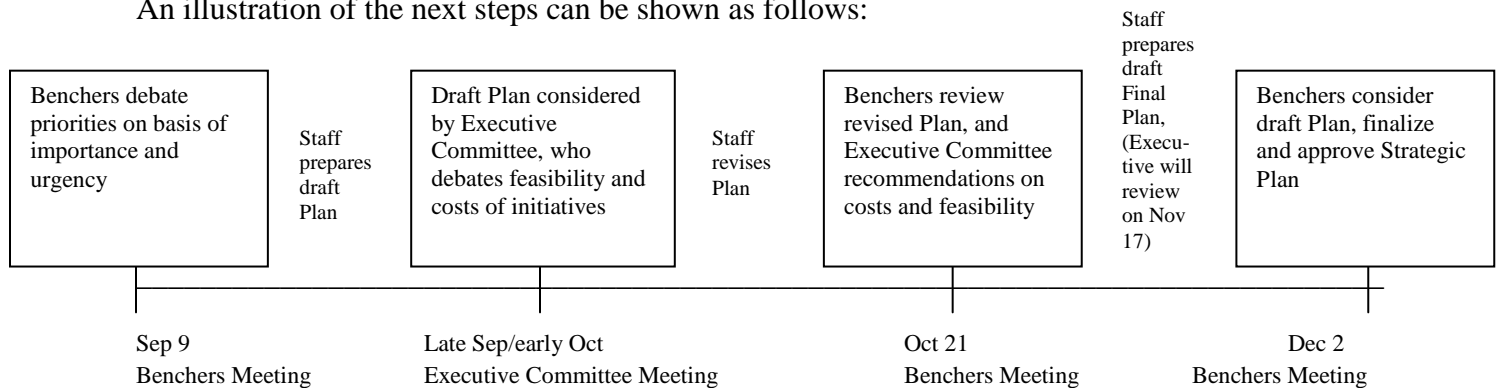 An illustration of the next steps can be shown as follows:
Benchers debate
priorities on basis of
importance and
urgency
Staff
prepares
draft
Plan
Draft Plan considered
by Executive
Committee, who
debates feasibility and
costs of initiatives
Staff
revises
Plan
Benchers review
revised Plan, and
Executive Committee
recommendations on
costs and feasibility
Staff
prepares
draft
Final
Plan,
(Execu-
tive will
review
on Nov
17)
Benchers consider
draft Plan, finalize
and approve Strategic
Plan
Sep 9
Benchers Meeting
Late Sep/early Oct
Executive Committee Meeting
Oct 21
Benchers Meeting
Dec 2
Benchers Meeting